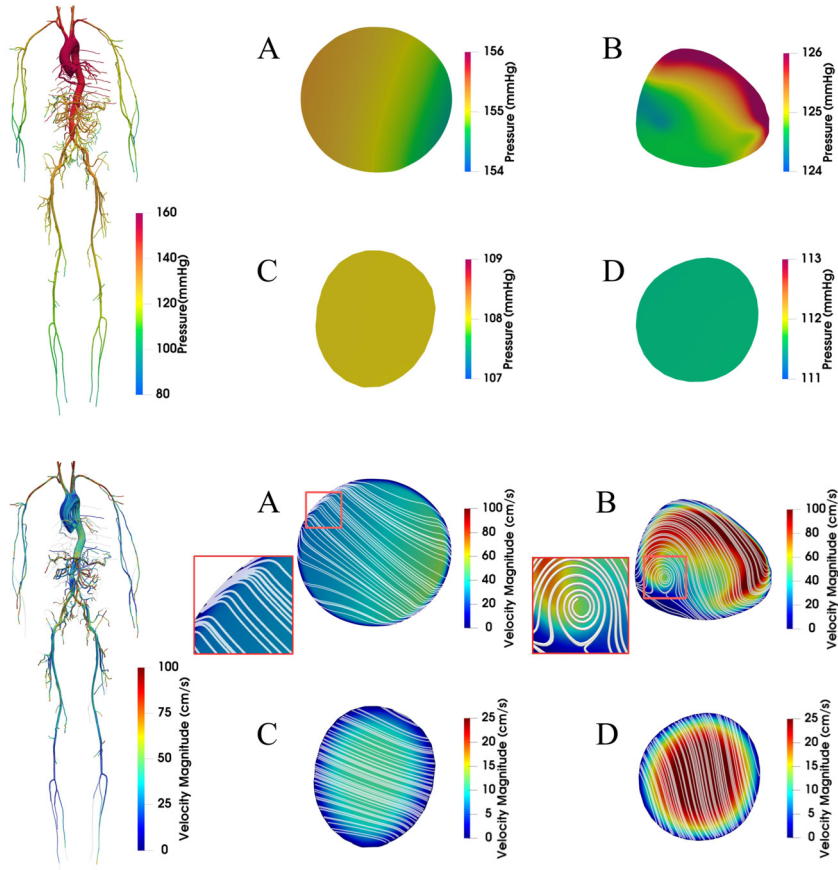 A
156
155
154
Pressure (mmHg)
B
126
125
124
Pressure (mmHg)
160
140
120
100
80
Pressure(mmHg)
C
109
108
107
Pressure (mmHg)
D
113
112
111
Pressure (mmHg)
A
100
80
60
40
20
0
Velocity Magnitude (cm/s)
B
100
80
60
40
20
0
Velocity Magnitude (cm/s)
100
75
50
25
0
Velocity Magnitude (cm/s)
C
25
20
15
10
5
0
Velocity Magnitude (cm/s)
D
25
20
15
10
5
0
Velocity Magnitude (cm/s)